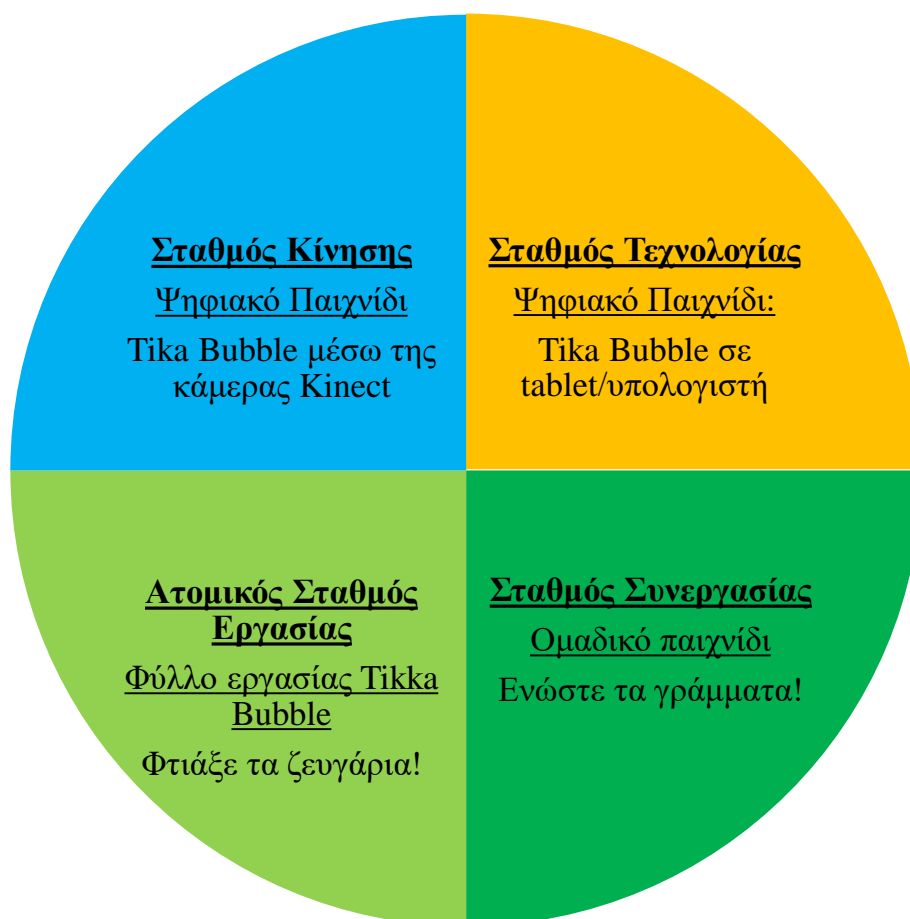 Σταθμός Κίνησης
Ψηφιακό Παιχνίδι
Tika Bubble μέσω της
κάμερας Kinect
Σταθμός Τεχνολογίας
Ψηφιακό Παιχνίδι:
Tika Bubble σε
tablet/υπολογιστή
Ατομικός Σταθμός
Εργασίας
Φύλλο εργασίας Tikka
Bubble
Φτιάξε τα ζευγάρια!
Σταθμός Συνεργασίας
Ομαδικό παιχνίδι
Ενώστε τα γράμματα!